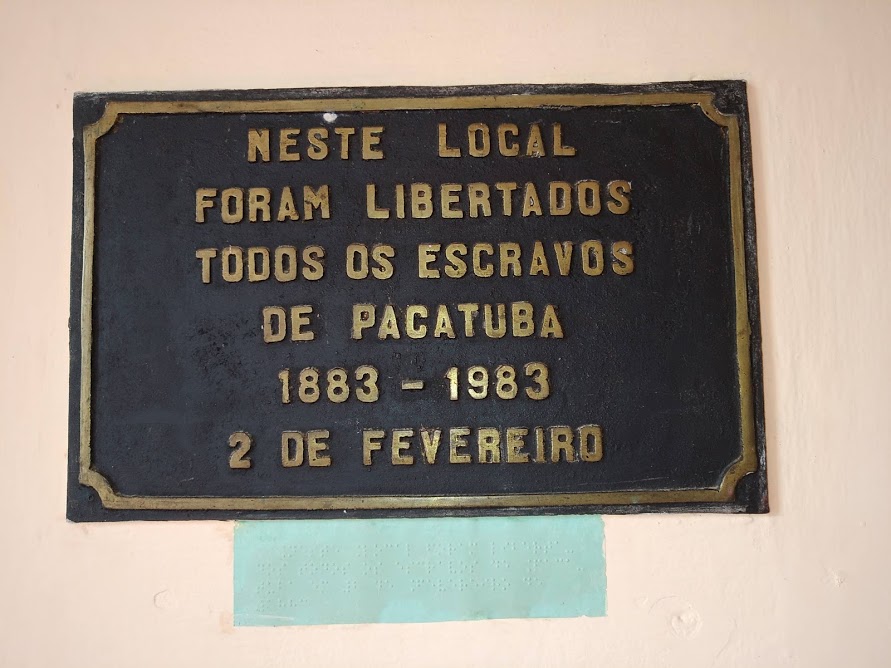 NESTE LOCAL
FORAM LIBERTADOS
TODOS OS ESCRAVOS
DE PACATUBA
1883 - 1983
2 DE FEVEREIRO